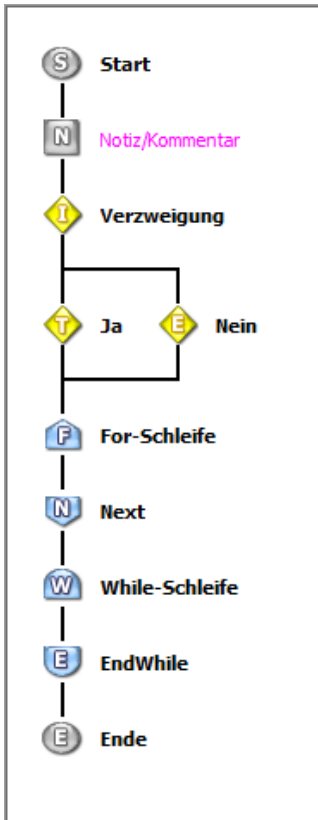 S Start
N Notiz/Kommentar
I Verzweigung
T Ja E Nein
F For-Schleife
N Next
W While-Schleife
E EndWhile
E Ende